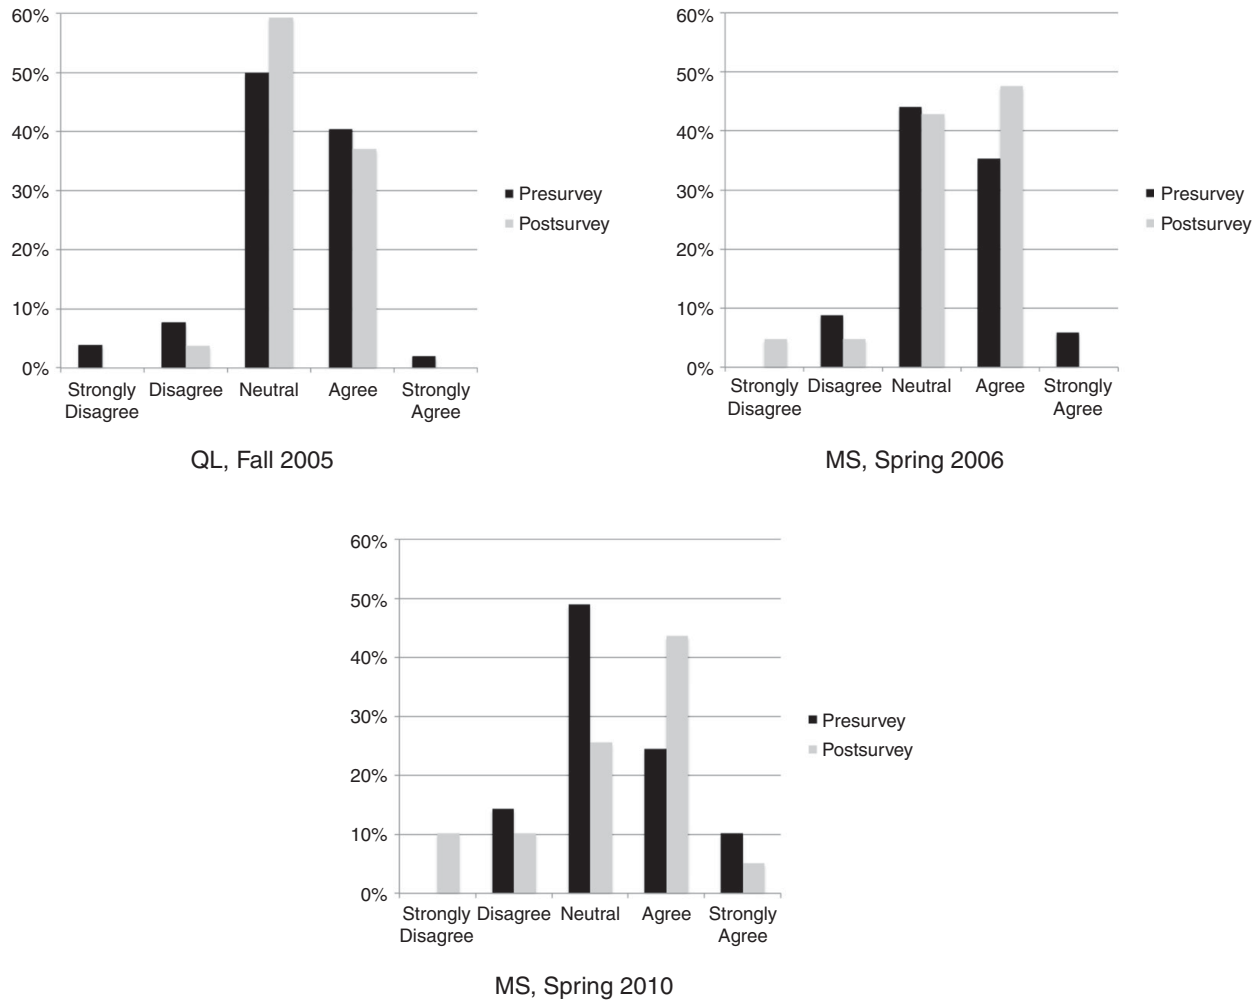 60%
50%
40%
30%
20%
10%
0%
Strongly Disagree
Disagree
Neutral
Agree
Strongly Agree
Presurvey
Postsurvey
QL, Fall 2005
60%
50%
40%
30%
20%
10%
0%
Strongly Disagree
Disagree
Neutral
Agree
Strongly Agree
Presurvey
Postsurvey
MS, Spring 2006
60%
50%
40%
30%
20%
10%
0%
Strongly Disagree
Disagree
Neutral
Agree
Strongly Agree
Presurvey
Postsurvey
MS, Spring 2010